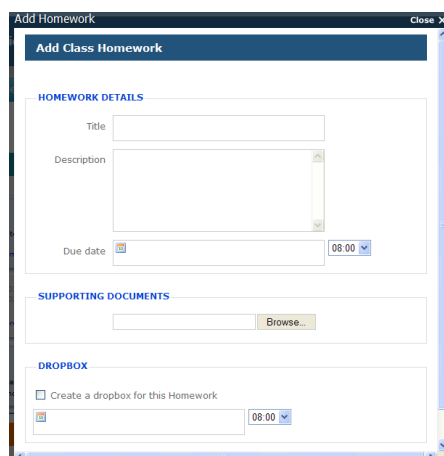 Add Homework Close X
Add Class Homework
HOMEWORK DETAILS
Title
Description
Due date 08:00
SUPPORTING DOCUMENTS
Browse...
DROPBOX
Create a dropbox for this Homework
08:00